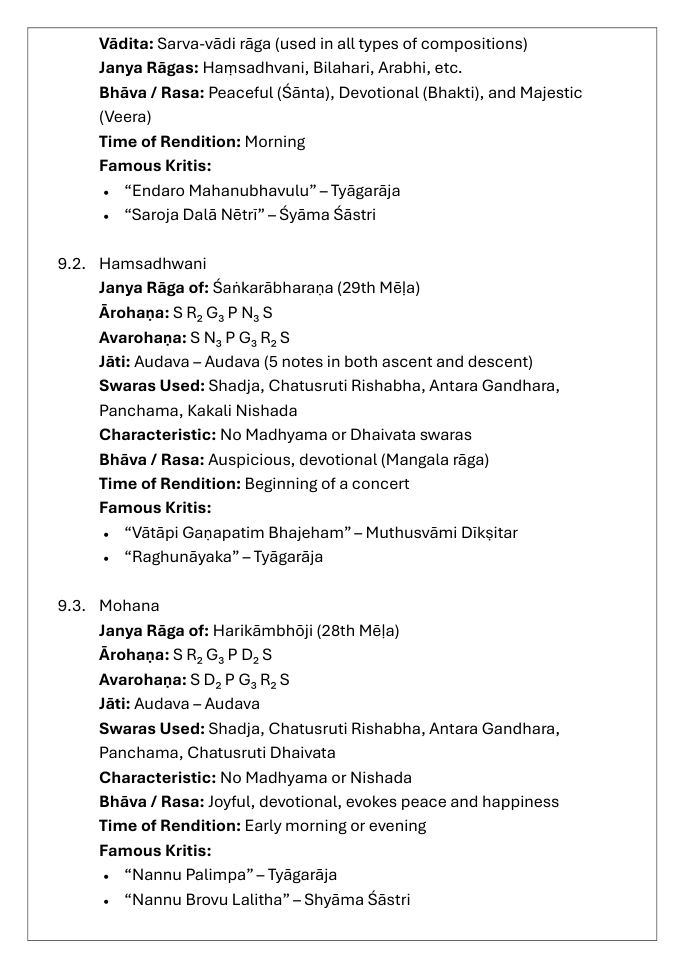 Vādita: Sarva-vādi rāga (used in all types of compositions)
Janya Rāgas: Haṃsadhvani, Bilahari, Arabhi, etc.
Bhāva / Rasa: Peaceful (Śānta), Devotional (Bhakti), and Majestic
(Veera)
Time of Rendition: Morning
Famous Kritis:
• “Endaro Mahanubhavulu” – Tyāgarāja
• “Saroja Dalā Nētrī” – Śyāma Śāstri
9.2. Hamsadhwani
Janya Rāga of: Śaṅkarābharaṇa (29th Mēḷa)
Ārohaṇa: S R₂ G₃ P N₃ S
Avarohaṇa: S N₃ P G₃ R₂ S
Jāti: Audava – Audava (5 notes in both ascent and descent)
Swaras Used: Shadja, Chatusruti Rishabha, Antara Gandhara,
Panchama, Kakali Nishada
Characteristic: No Madhyama or Dhaivata swaras
Bhāva / Rasa: Auspicious, devotional (Mangala rāga)
Time of Rendition: Beginning of a concert
Famous Kritis:
• “Vātāpi Gaṇapatim Bhajeham” – Muthusvāmi Dīkṣitar
• “Raghunāyaka” – Tyāgarāja
9.3. Mohana
Janya Rāga of: Harikāmbhōji (28th Mēḷa)
Ārohaṇa: S R₂ G₃ P D₂ S
Avarohaṇa: S D₂ P G₃ R₂ S
Jāti: Audava – Audava
Swaras Used: Shadja, Chatusruti Rishabha, Antara Gandhara,
Panchama, Chatusruti Dhaivata
Characteristic: No Madhyama or Nishada
Bhāva / Rasa: Joyful, devotional, evokes peace and happiness
Time of Rendition: Early morning or evening
Famous Kritis:
• “Nannu Palimpa” – Tyāgarāja
• “Nannu Brovu Lalitha” – Shyāma Śāstri